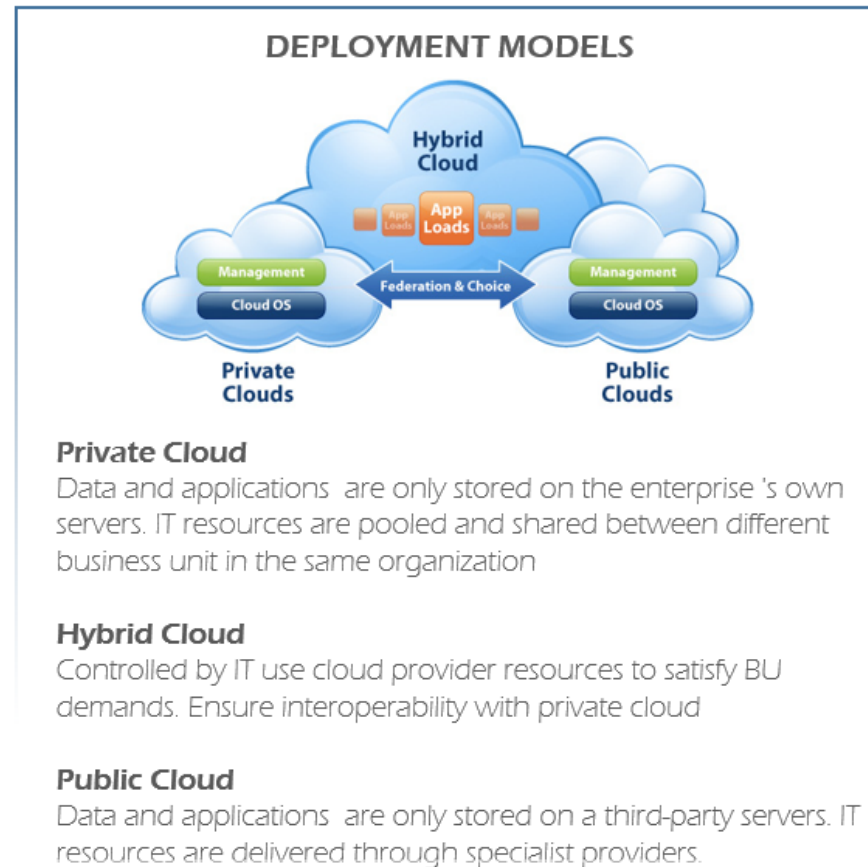 DEPLOYMENT MODELS
Hybrid
Cloud
App
Loads
App
Loads
App
Loads
Management
Cloud OS
Federation & Choice
Management
Cloud OS
Private
Clouds
Public
Clouds
Private Cloud
Data and applications are only stored on the enterprise 's own
servers. IT resources are pooled and shared between different
business unit in the same organization
Hybrid Cloud
Controlled by IT use cloud provider resources to satisfy BU
demands. Ensure interoperability with private cloud
Public Cloud
Data and applications are only stored on a third-party servers. IT
resources are delivered through specialist providers.